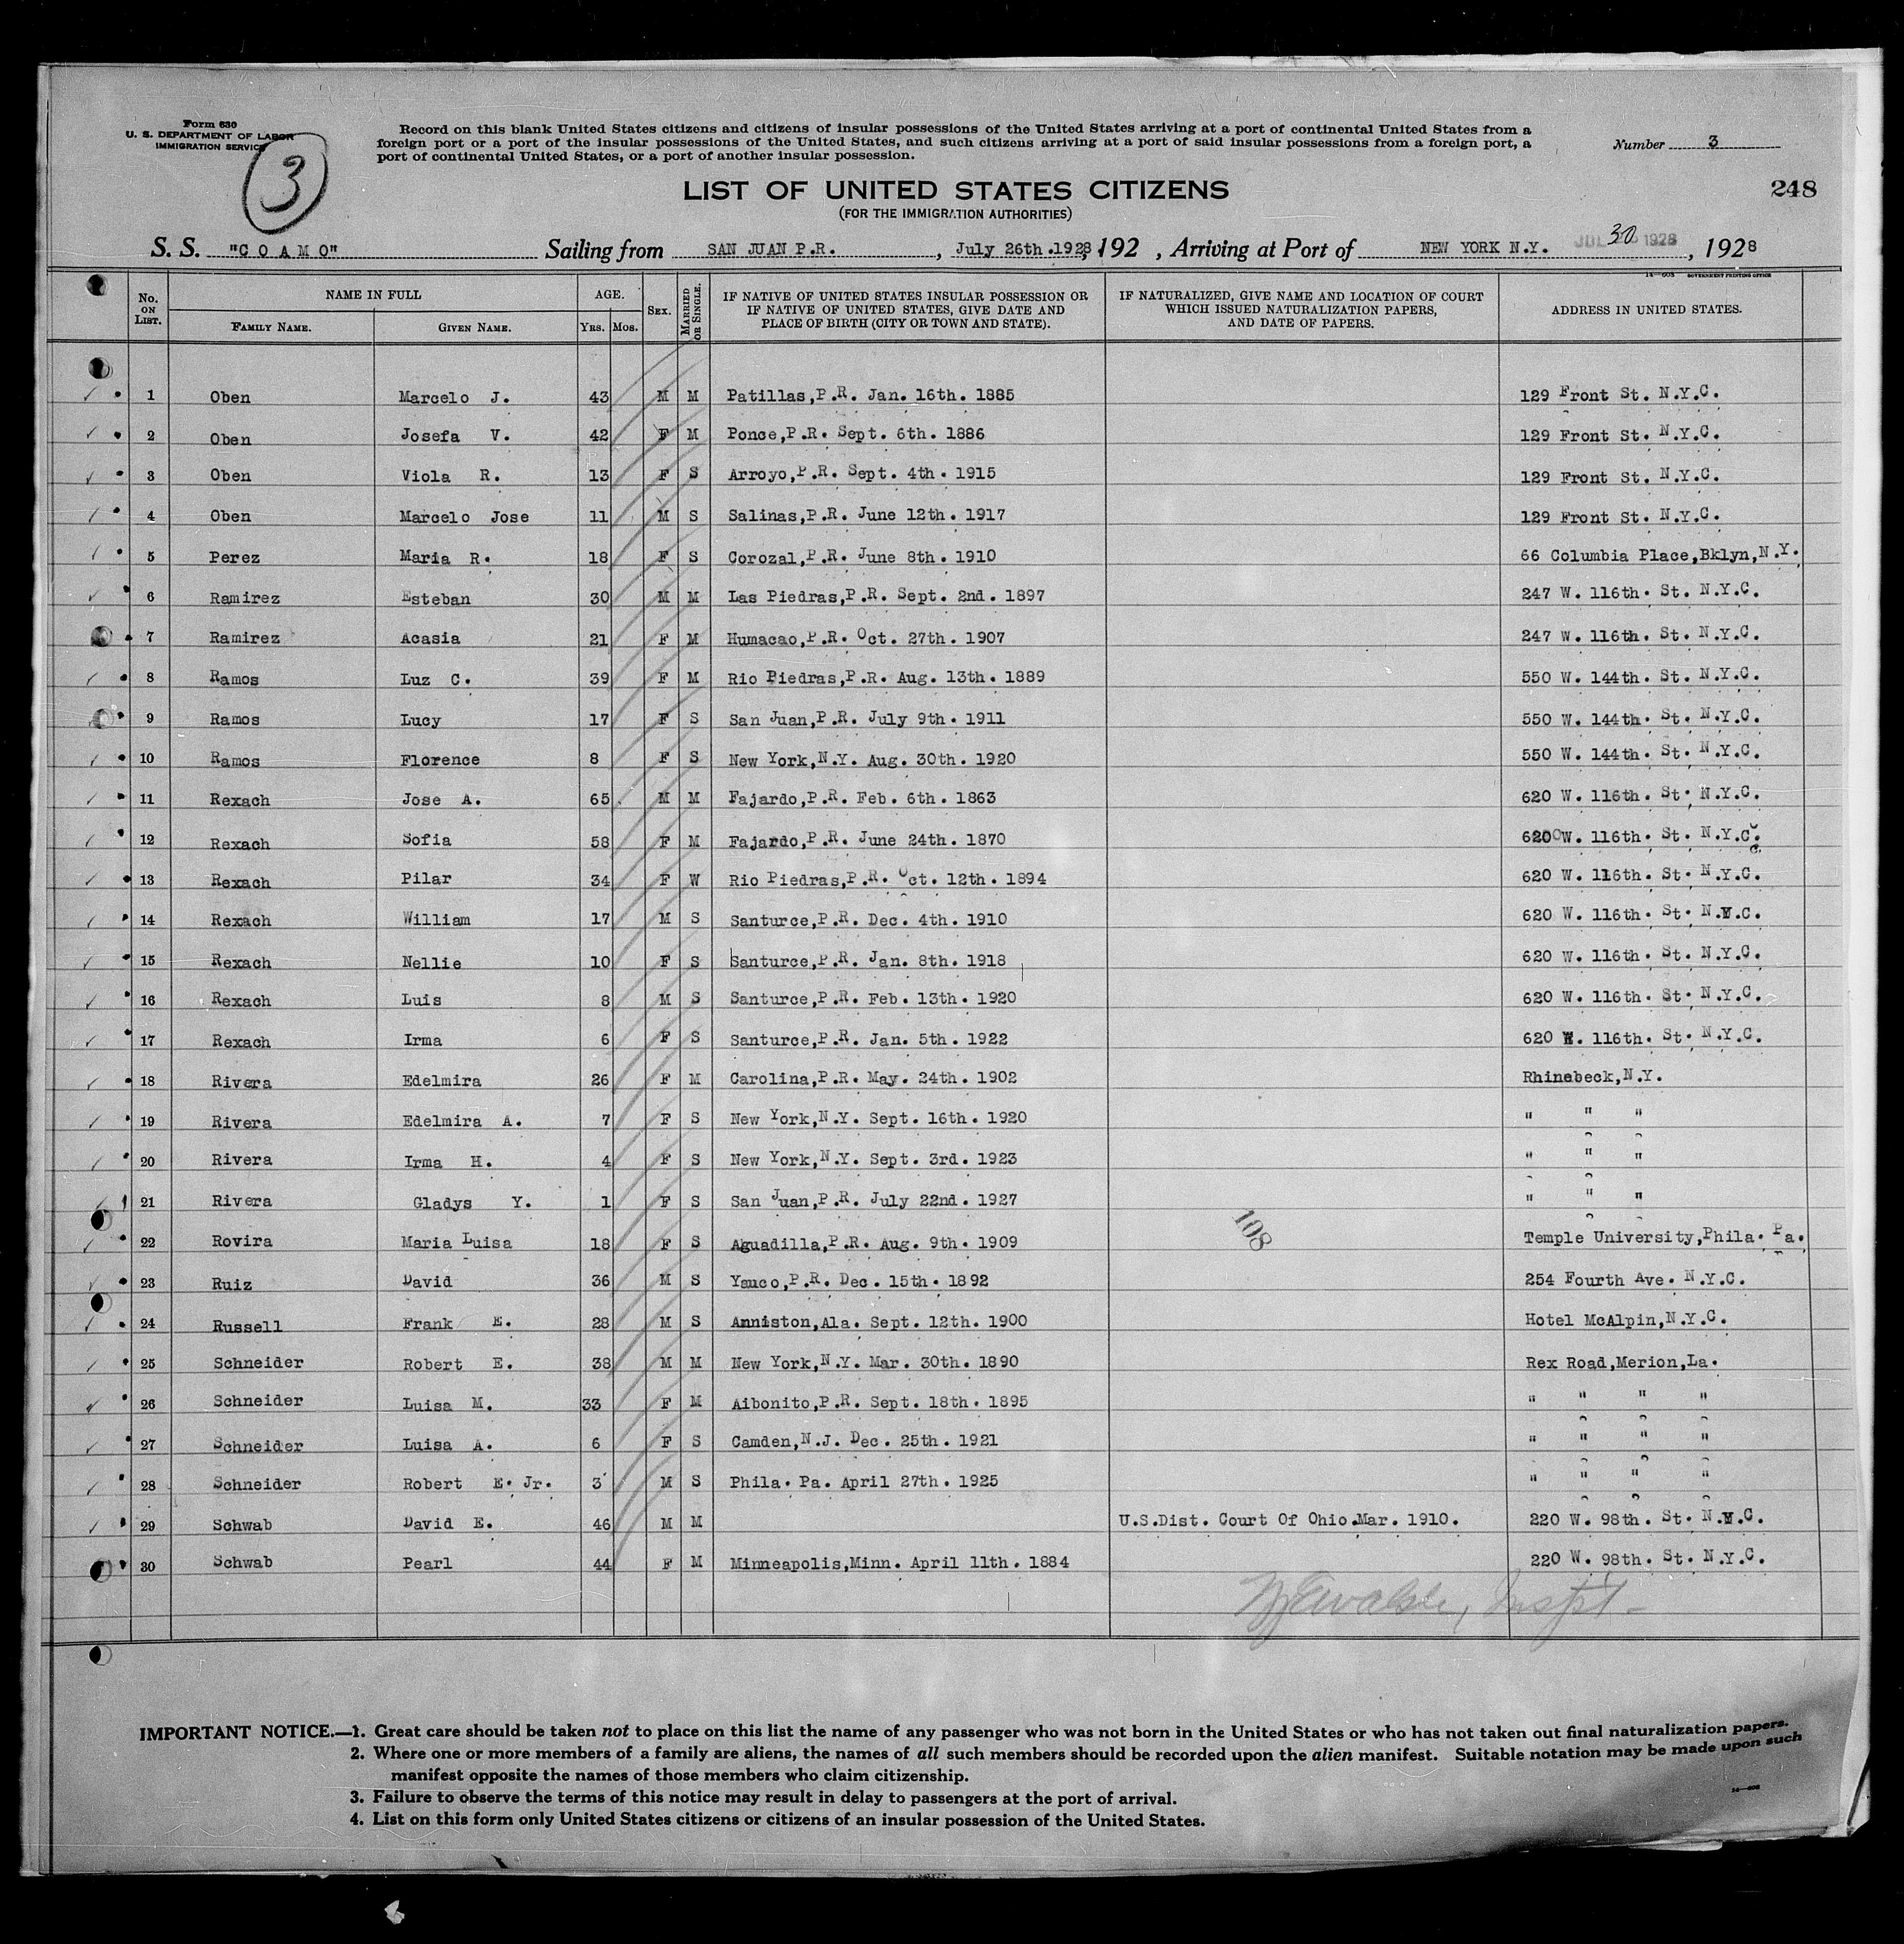 Form 630
U. S. DEPARTMENT OF LABOR
IMMIGRATION SERVICE
3
Record on this blank United States citizens and citizens of insular possessions of the United States arriving at a port of continental United States from a
foreign port or a port of the insular possessions of the United States, and such citizens arriving at a port of said insular possessions from a foreign port, a
port of continental United States, or a port of another insular possession.
Number 3
248
LIST OF UNITED STATES CITIZENS
(FOR THE IMMIGRATION AUTHORITIES)
S. S. "C O A M O" Sailing from SAN JUAN P.R. , July 26th.1928, 192 , Arriving at Port of NEW YORK N.Y. JUL 30 1928 , 1928
14—608 GOVERNMENT PRINTING OFFICE
No. ON LIST. NAME IN FULL FAMILY NAME. GIVEN NAME. AGE. YRS. MOS. SEX. MARRIED OR SINGLE. IF NATIVE OF UNITED STATES INSULAR POSSESSION OR IF NATIVE OF UNITED STATES, GIVE DATE AND PLACE OF BIRTH (CITY OR TOWN AND STATE). IF NATURALIZED, GIVE NAME AND LOCATION OF COURT WHICH ISSUED NATURALIZATION PAPERS, AND DATE OF PAPERS. ADDRESS IN UNITED STATES.
1 Oben Marcelo J. 43 M M Patillas,P.R. Jan. 16th. 1885 129 Front St. N.Y.C.
2 Oben Josefa V. 42 F M Ponce,P.R. Sept. 6th. 1886 129 Front St. N.Y.C.
3 Oben Viola R. 13 F S Arroyo,P.R. Sept. 4th. 1915 129 Front St. N.Y.C.
4 Oben Marcelo Jose 11 M S Salinas,P.R. June 12th. 1917 129 Front St. N.Y.C.
5 Perez Maria R. 18 F S Corozal,P.R. June 8th. 1910 66 Columbia Place,Bklyn,N.Y.
6 Ramirez Esteban 30 M M Las Piedras,P.R. Sept. 2nd. 1897 247 W. 116th. St. N.Y.C.
7 Ramirez Acasia 21 F M Humacao,P.R. Oct. 27th. 1907 247 W. 116th. St. N.Y.C.
8 Ramos Luz C. 39 F M Rio Piedras,P.R. Aug. 13th. 1889 550 W. 144th. St. N.Y.C.
9 Ramos Lucy 17 F S San Juan,P.R. July 9th. 1911 550 W. 144th. St. N.Y.C.
10 Ramos Florence 8 F S New York,N.Y. Aug. 30th. 1920 550 W. 144th. St. N.Y.C.
11 Rexach Jose A. 65 M M Fajardo,P.R. Feb. 6th. 1863 620 W. 116th. St. N.Y.C.
12 Rexach Sofia 58 F M Fajardo,P.R. June 24th. 1870 6200W. 116th. St. N.Y.C.
13 Rexach Pilar 34 F W Rio Piedras,P.R. Oct. 12th. 1894 620 W. 116th. St. N.Y.C.
14 Rexach William 17 M S Santurce,P.R. Dec. 4th. 1910 620 W. 116th. St. N.Y.C.
15 Rexach Nellie 10 F S Santurce,P.R. Jan. 8th. 1918 620 W. 116th. St. N.Y.C.
16 Rexach Luis 8 M S Santurce,P.R. Feb. 13th. 1920 620 W. 116th. St. N.Y.C.
17 Rexach Irma 6 F S Santurce,P.R. Jan. 5th. 1922 620 W. 116th. St. N.Y.C.
18 Rivera Edelmira 26 F M Carolina,P.R. May. 24th. 1902 Rhinebeck,N.Y.
19 Rivera Edelmira A. 7 F S New York,N.Y. Sept. 16th. 1920 " " "
20 Rivera Irma H. 4 F S New York,N.Y. Sept. 3rd. 1923 " " "
21 Rivera Gladys Y. 1 F S San Juan,P.R. July 22nd. 1927 " " "
108
22 Rovira Maria Luisa 18 F S Aguadilla,P.R. Aug. 9th. 1909 Temple University,Phila. Pa.
23 Ruiz David 36 M S Yauco,P.R. Dec. 15th. 1892 254 Fourth Ave. N.Y.C.
24 Russell Frank E. 28 M S Anniston,Ala. Sept. 12th. 1900 Hotel McAlpin,N.Y.C.
25 Schneider Robert E. 38 M M New York,N.Y. Mar. 30th. 1890 Rex Road,Merion,La.
26 Schneider Luisa M. 33 F M Aibonito,P.R. Sept. 18th. 1895 " " " "
27 Schneider Luisa A. 6 F S Camden,N.J. Dec. 25th. 1921 " " " "
28 Schneider Robert E. Jr. 3 M S Phila. Pa. April 27th. 1925 " " " "
29 Schwab David E. 46 M M U.S.Dist. Court Of Ohio.Mar. 1910. 220 W. 98th. St. N.Y.C.
30 Schwab Pearl 44 F M Minneapolis,Minn. April 11th. 1884 220 W. 98th. St. N.Y.C.
IMPORTANT NOTICE.—1. Great care should be taken not to place on this list the name of any passenger who was not born in the United States or who has not taken out final naturalization papers.
2. Where one or more members of a family are aliens, the names of all such members should be recorded upon the alien manifest. Suitable notation may be made upon such
manifest opposite the names of those members who claim citizenship.
3. Failure to observe the terms of this notice may result in delay to passengers at the port of arrival.
4. List on this form only United States citizens or citizens of an insular possession of the United States.